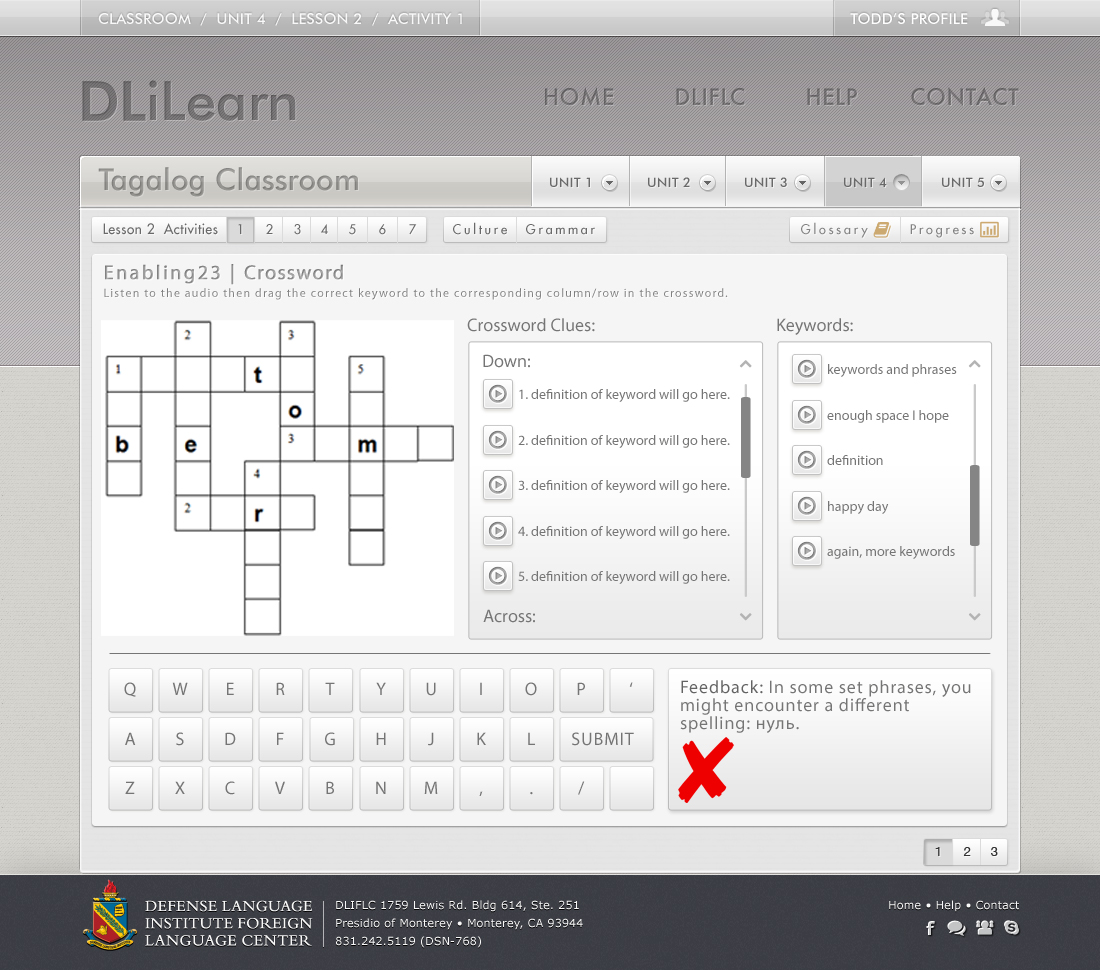 CLASSROOM / UNIT 4 / LESSON 2 / ACTIVITY 1
TODD'S PROFILE
DLiLearn
HOME DLIFLC HELP CONTACT
Tagalog Classroom
UNIT 1 UNIT 2 UNIT 3 UNIT 4 UNIT 5
Lesson 2 Activities 1 2 3 4 5 6 7 Culture Grammar Glossary Progress
Enabling23 | Crossword
Listen to the audio then drag the correct keyword to the corresponding column/row in the crossword.
2 3
1 t 5
o
b e 3 m
4
2 r
Crossword Clues:
Down:
1. definition of keyword will go here.
2. definition of keyword will go here.
3. definition of keyword will go here.
4. definition of keyword will go here.
5. definition of keyword will go here.
Across:
Keywords:
keywords and phrases
enough space I hope
definition
happy day
again, more keywords
Q W E R T Y U I O P ‘
A S D F G H J K L SUBMIT
Z X C V B N M , . /
Feedback: In some set phrases, you
might encounter a different
spelling: нуль.
1 2 3
DEFENSE LANGUAGE
INSTITUTE FOREIGN
LANGUAGE CENTER
DLIFLC 1759 Lewis Rd. Bldg 614, Ste. 251
Presidio of Monterey • Monterey, CA 93944
831.242.5119 (DSN-768)
Home • Help • Contact